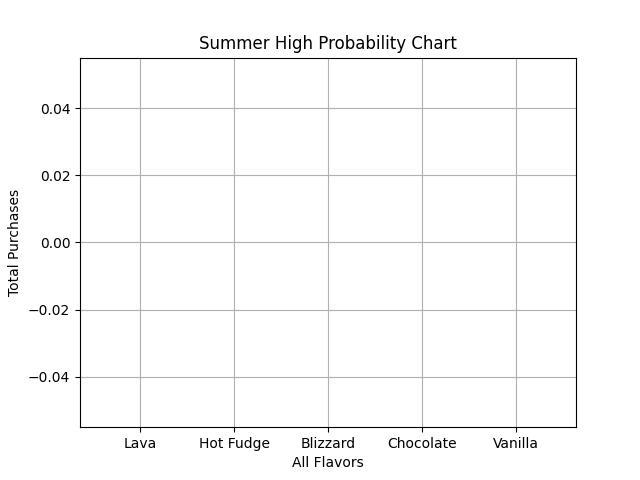 Summer High Probability Chart
Total Purchases
0.04
0.02
0.00
−0.02
−0.04
Lava Hot Fudge Blizzard Chocolate Vanilla
All Flavors